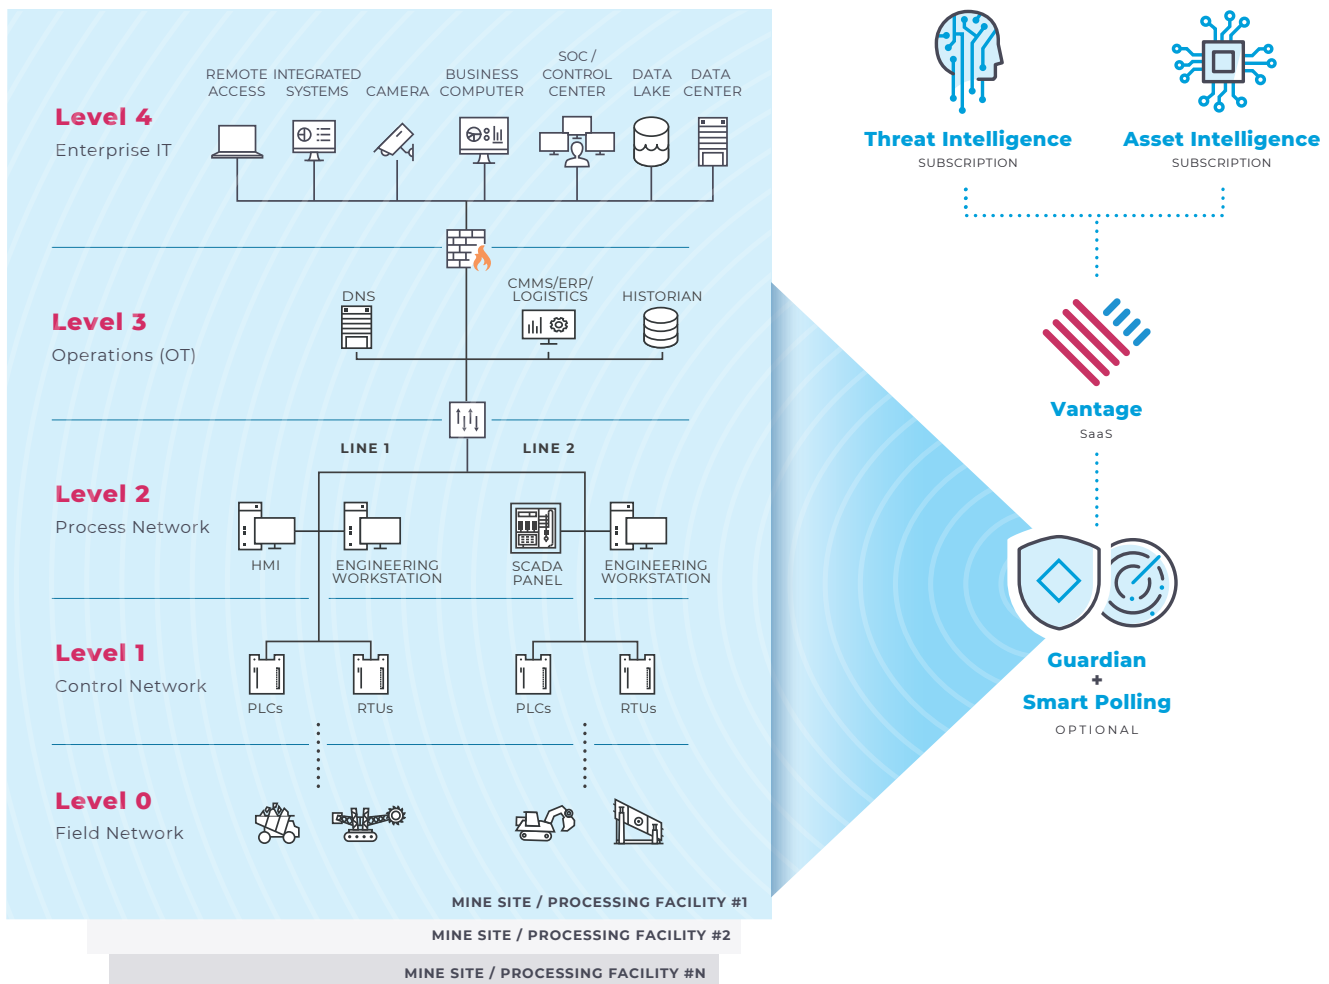 SOC /
REMOTE INTEGRATED BUSINESS CONTROL DATA DATA
ACCESS SYSTEMS CAMERA COMPUTER CENTER LAKE CENTER
Level 4
Enterprise IT
DNS
CMMS/ERP/
LOGISTICS
HISTORIAN
Level 3
Operations (OT)
LINE 1
LINE 2
Level 2
Process Network
HMI
ENGINEERING
WORKSTATION
SCADA
PANEL
ENGINEERING
WORKSTATION
Level 1
Control Network
PLCs
RTUs
PLCs
RTUs
Level 0
Field Network
MINE SITE / PROCESSING FACILITY #1
MINE SITE / PROCESSING FACILITY #2
MINE SITE / PROCESSING FACILITY #N
Threat Intelligence
SUBSCRIPTION
Asset Intelligence
SUBSCRIPTION
Vantage
SaaS
Guardian
+
Smart Polling
OPTIONAL